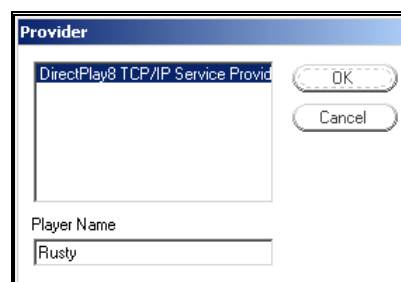 Provider
DirectPlay8 TCP/IP Service Provid
OK
Cancel
Player Name
Rusty